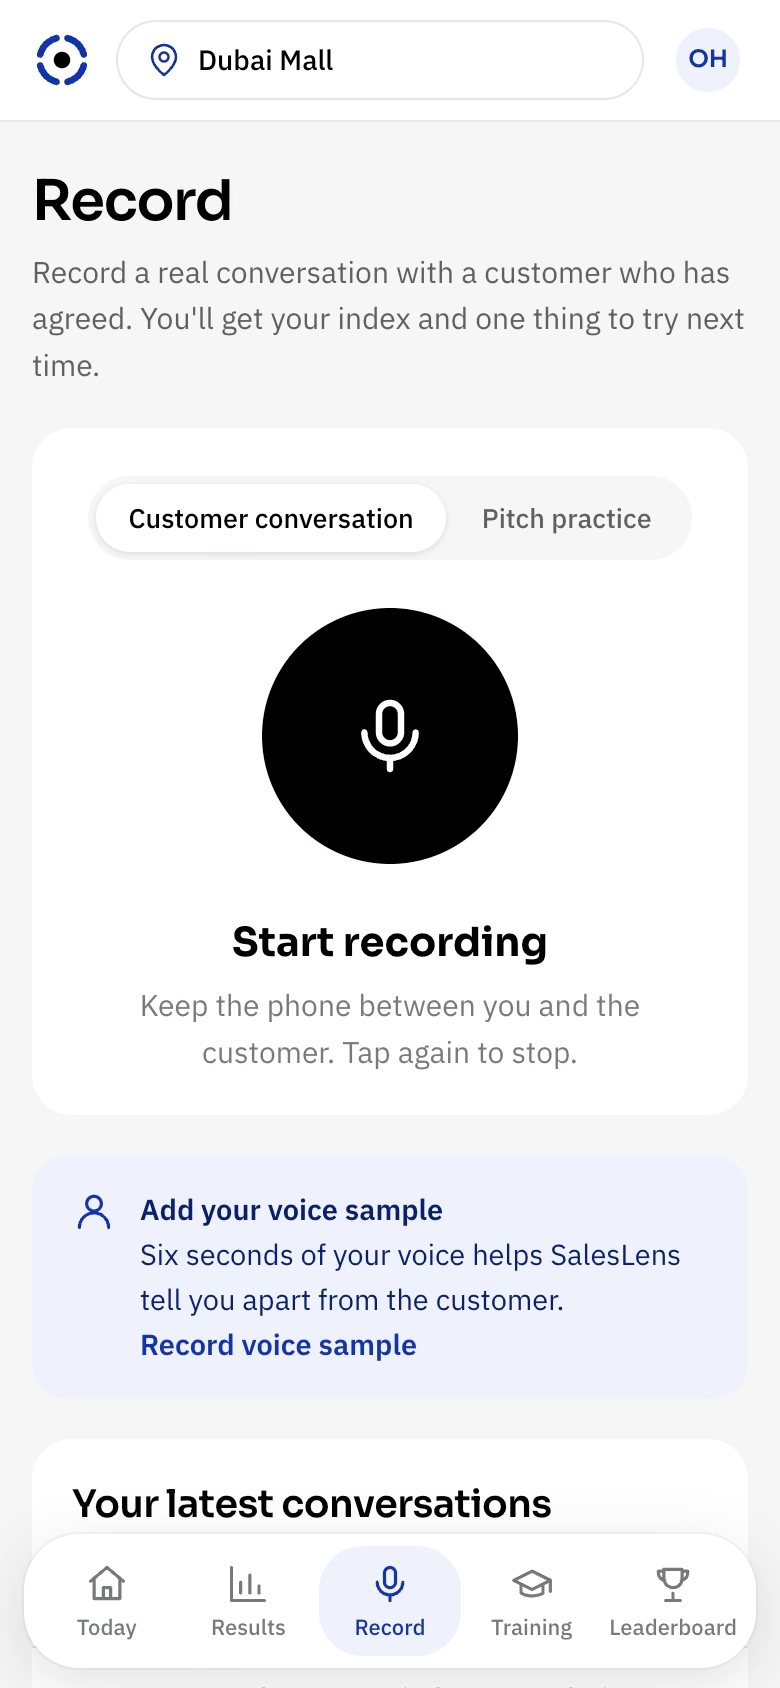 Dubai Mall
OH
Record
Record a real conversation with a customer who has
agreed. You'll get your index and one thing to try next
time.
Customer conversation
Pitch practice
Start recording
Keep the phone between you and the
customer. Tap again to stop.
Add your voice sample
Six seconds of your voice helps SalesLens
tell you apart from the customer.
Record voice sample
Your latest conversations
Today
Results
Record
Training
Leaderboard